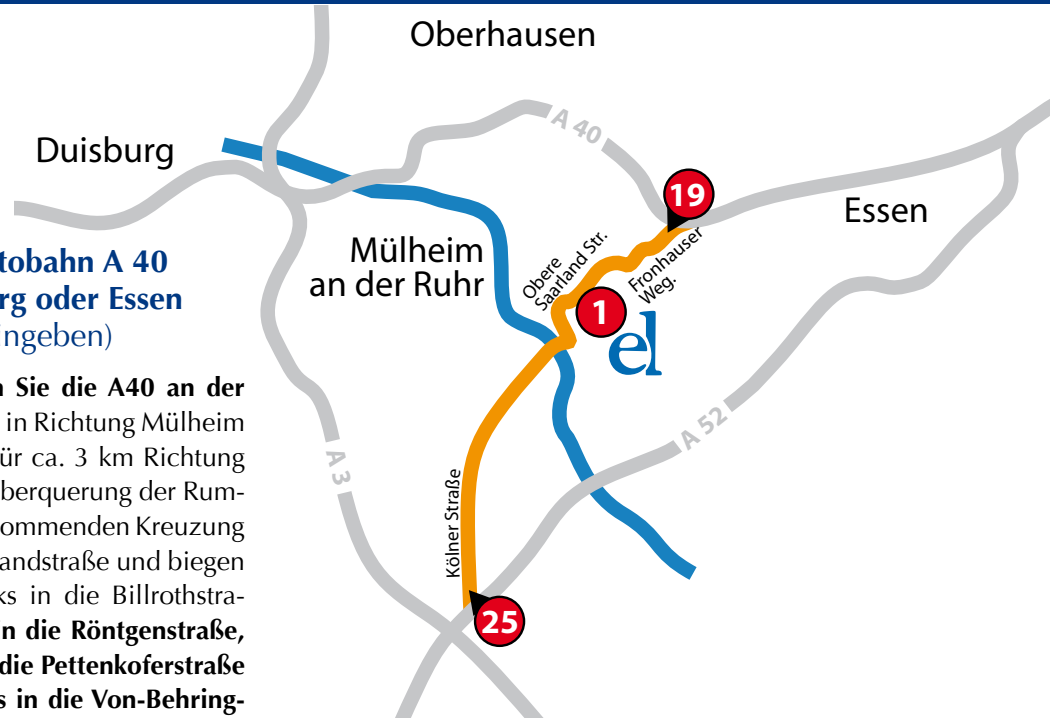 Oberhausen
A 40
Duisburg
19
Essen
Mülheim
an der Ruhr
Obere
Saarland Str.
Fronhauser
Weg.
1
el
A 52
A 3
Kölner Straße
25
tobahn A 40
rg oder Essen
ingeben)
n Sie die A40 an der
in Richtung Mülheim
ür ca. 3 km Richtung
berquerung der Rum-
ommenden Kreuzung
andstraße und biegen
ks in die Billrothstra-
n die Röntgenstraße,
die Pettenkoferstraße
s in die Von-Behring-